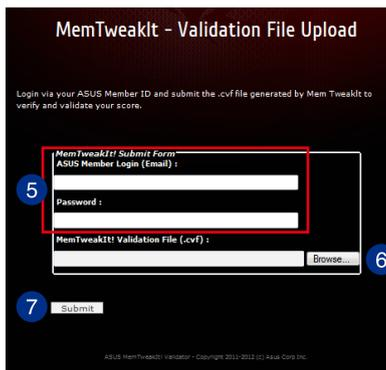 MemTweakIt - Validation File Upload
Login via your ASUS Member ID and submit the .cvf file generated by Mem TweakIt to
verify and validate your score.
MemTweakIt! Submit Form
ASUS Member Login (Email) :
5
Password :
MemTweakIt! Validation File (.cvf) :
Browse...
6
7
Submit
ASUS MemTweakIt! Validator - Copyright 2011-2012 (c) Asus Corp Inc.